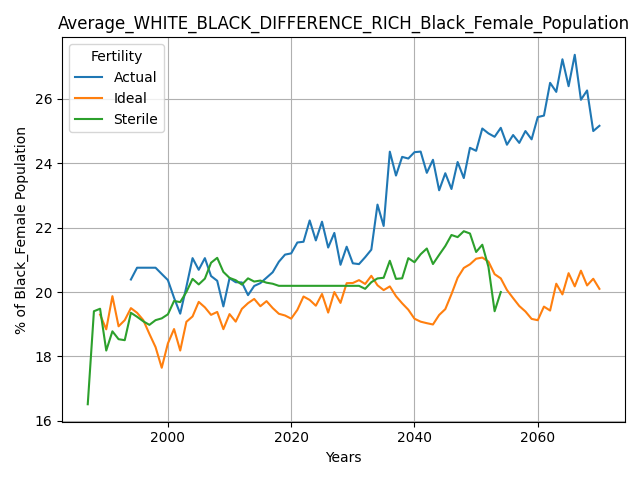 Average_WHITE_BLACK_DIFFERENCE_RICH_Black_Female_Population
Fertility
Actual
Ideal
Sterile
% of Black_Female Population
26
24
22
20
18
16
2000 2020 2040 2060
Years